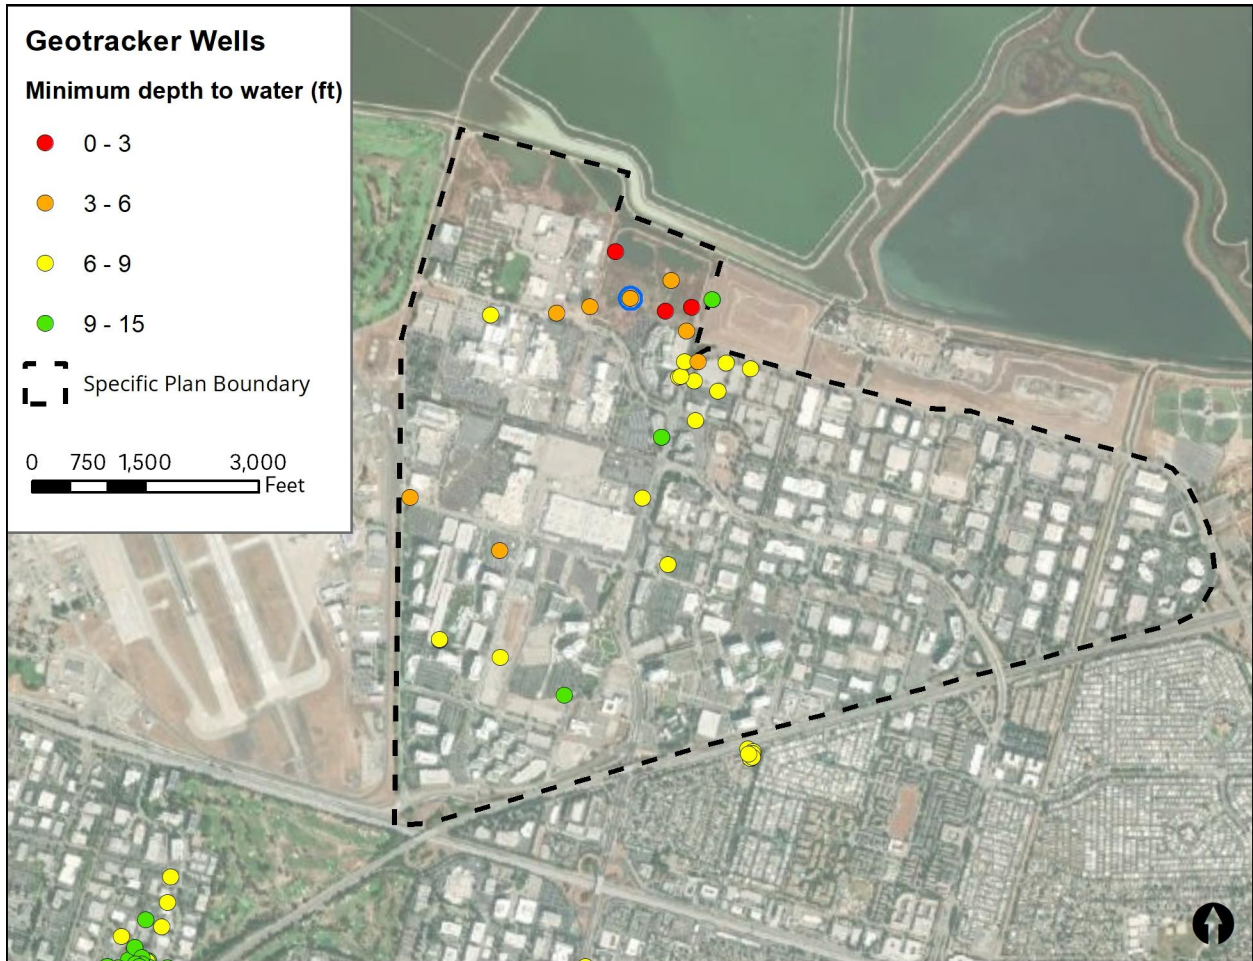 Geotracker Wells
Minimum depth to water (ft)
0 - 3
3 - 6
6 - 9
9 - 15
Specific Plan Boundary
0 750 1,500 3,000
Feet